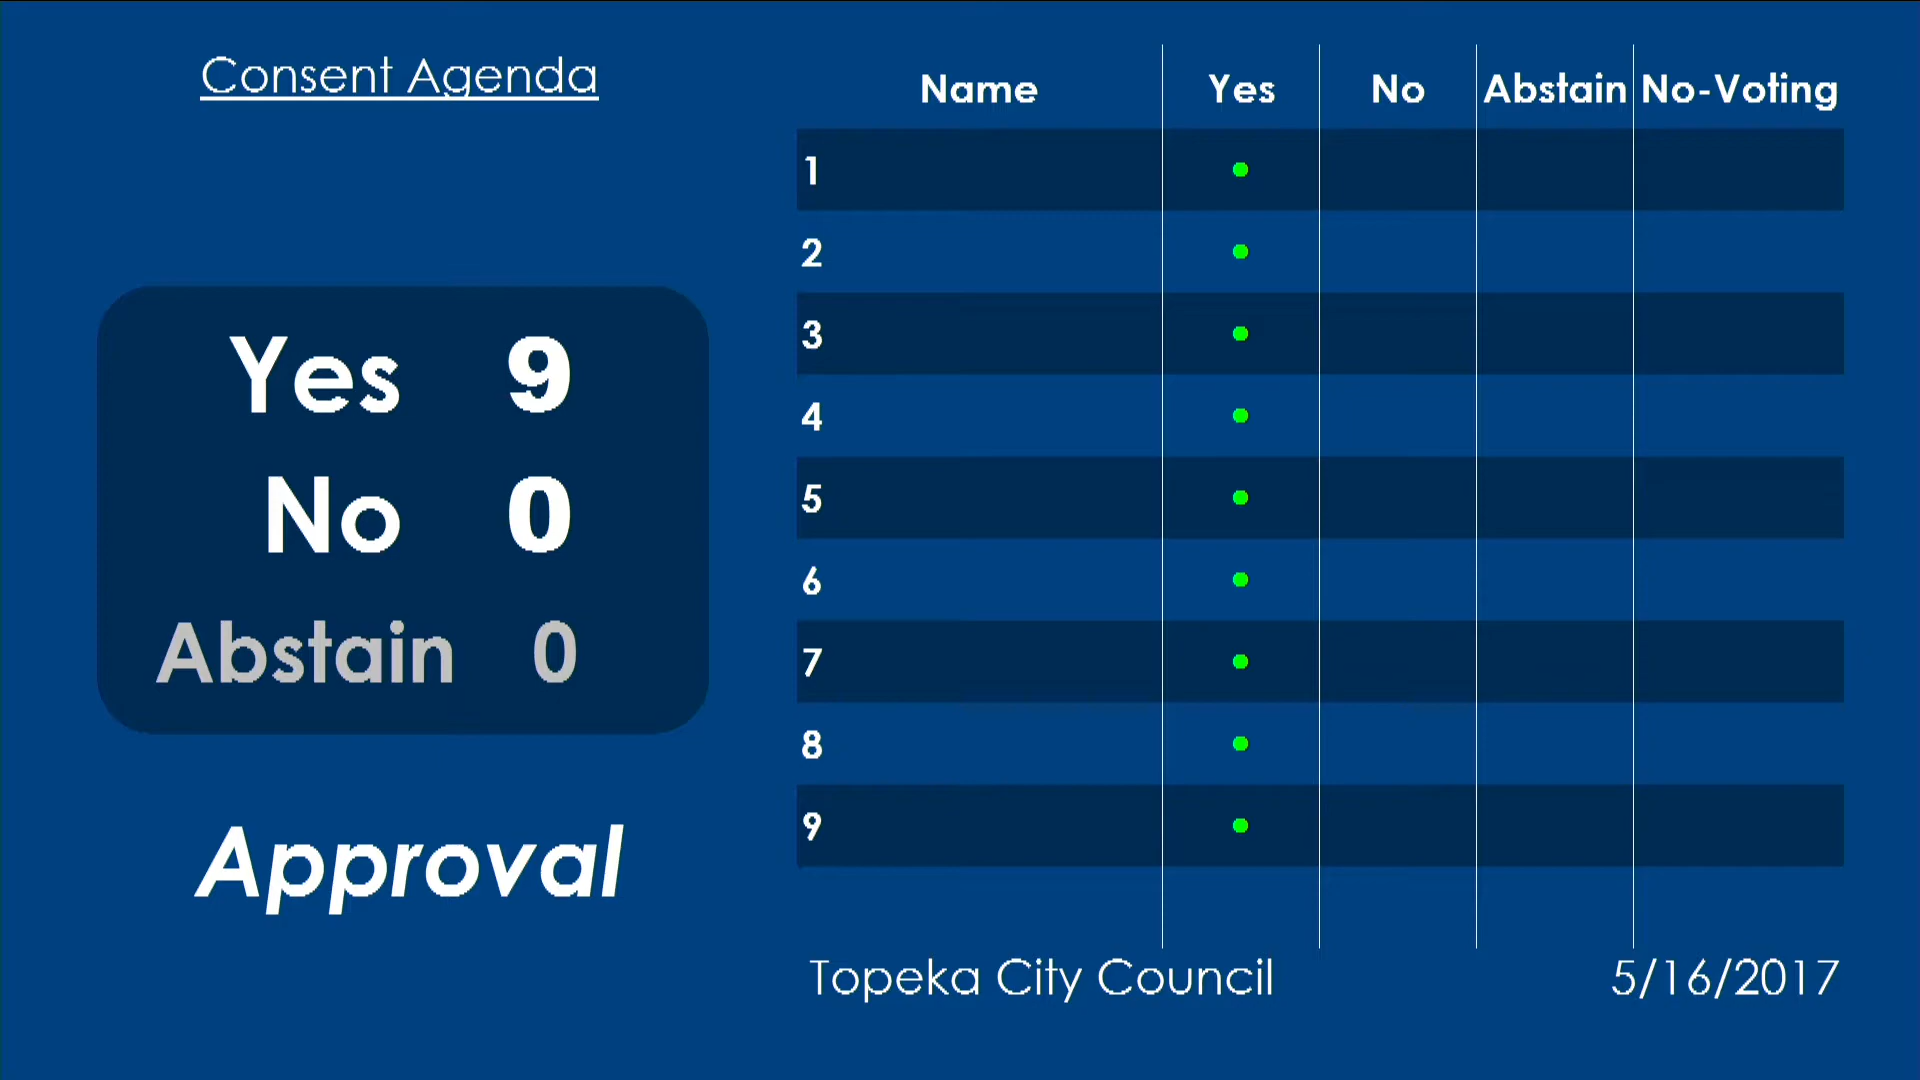 Consent Agenda
Yes 9
No 0
Abstain 0
Approval
Name Yes No Abstain No-Voting
1
2
3
4
5
6
7
8
9
Topeka City Council 5/16/2017